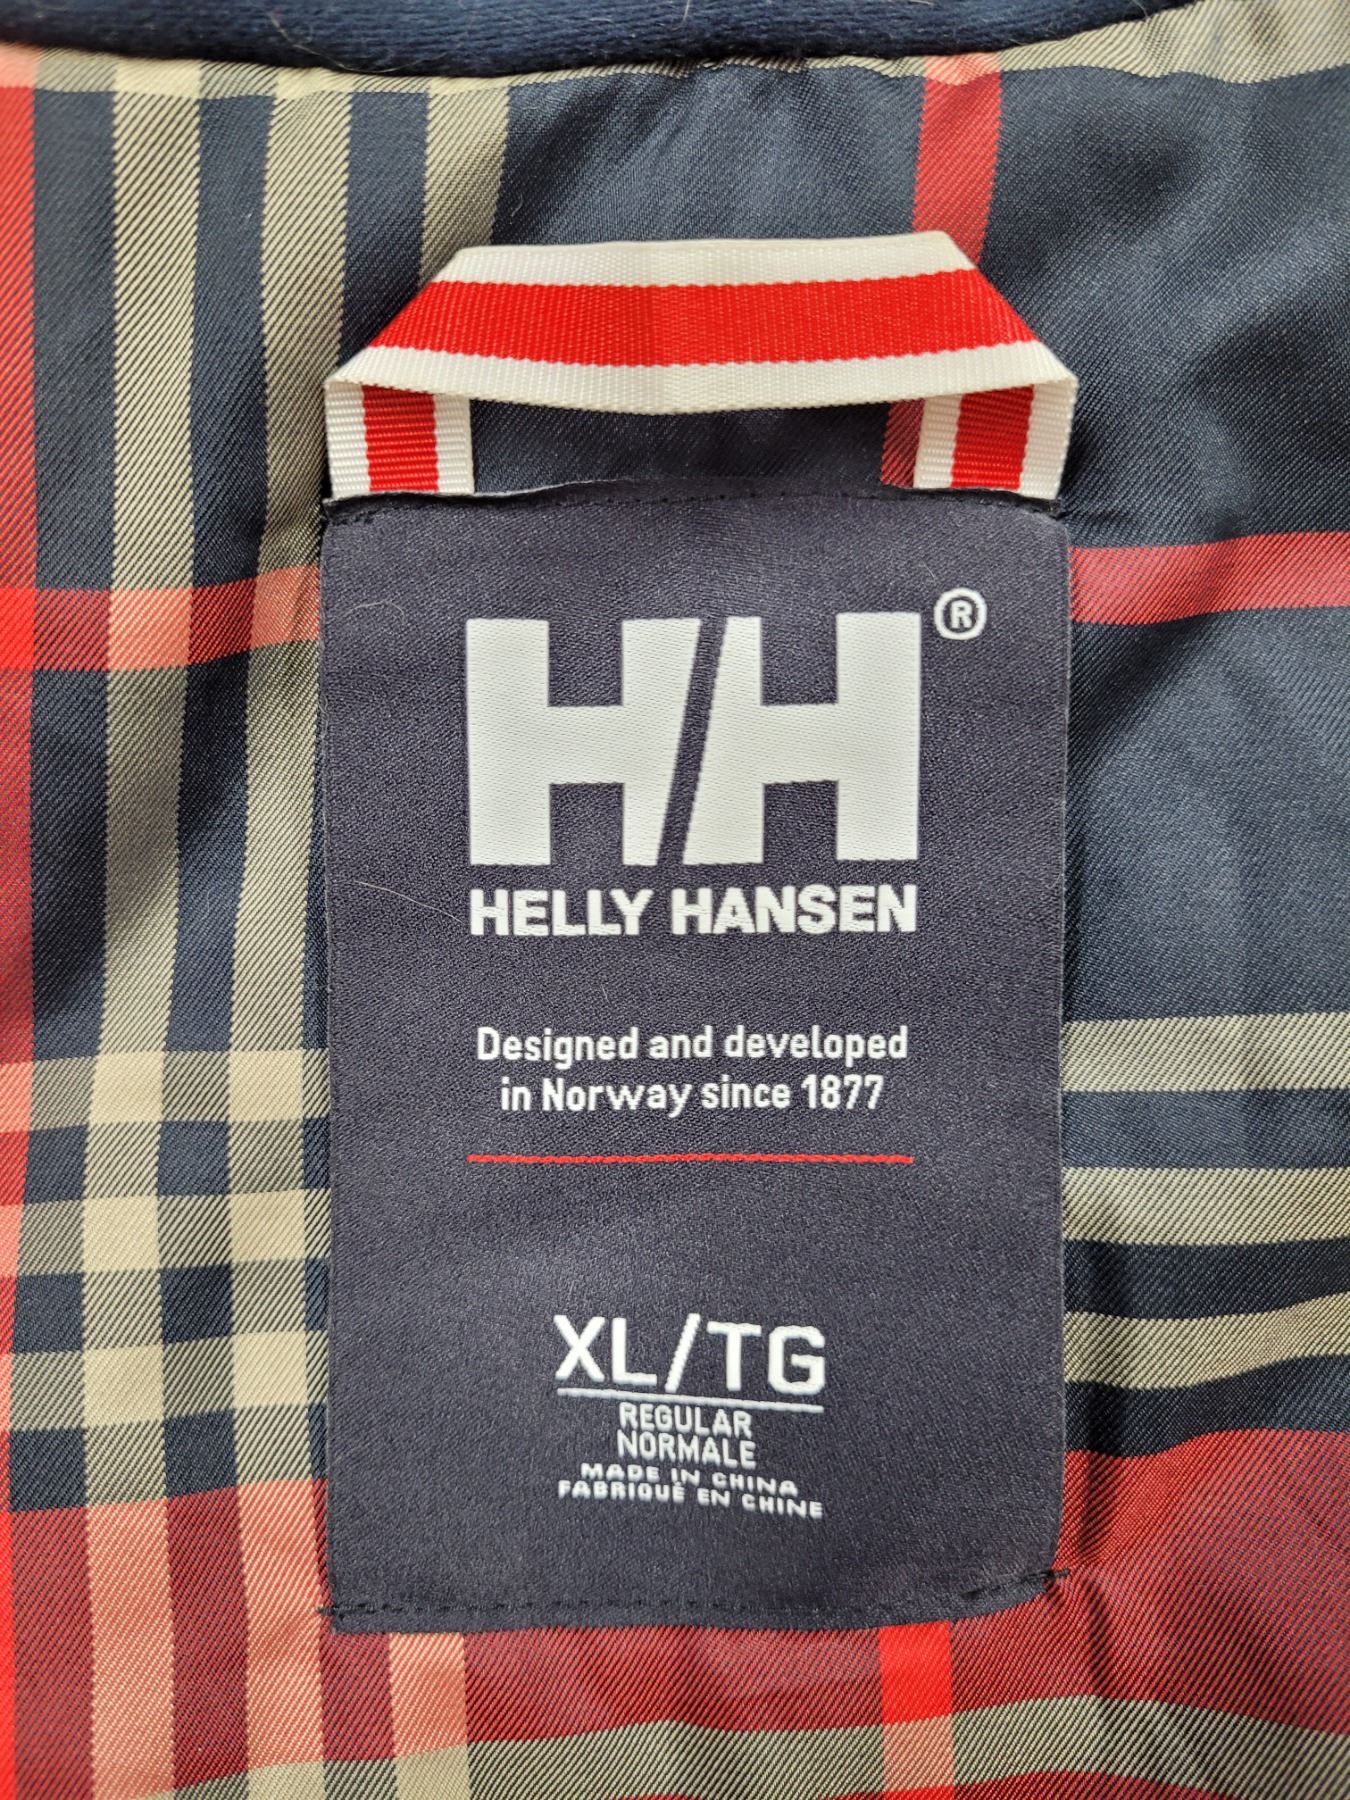 HH®
HELLY HANSEN
Designed and developed
in Norway since 1877
XL/TG
REGULAR
NORMALE
MADE IN CHINA
FABRIQUÉ EN CHINE